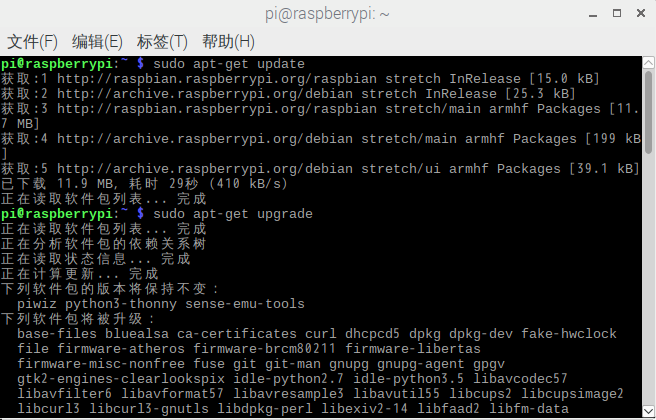 pi@raspberrypi: ~
文件(F) 编辑(E) 标签(T) 帮助(H)
pi@raspberrypi:~ $ sudo apt-get update
获取:1 http://raspbian.raspberrypi.org/raspbian stretch InRelease [15.0 kB]
获取:2 http://archive.raspberrypi.org/debian stretch InRelease [25.3 kB]
获取:3 http://raspbian.raspberrypi.org/raspbian stretch/main armhf Packages [11.
7 MB]
获取:4 http://archive.raspberrypi.org/debian stretch/main armhf Packages [199 kB
]
获取:5 http://archive.raspberrypi.org/debian stretch/ui armhf Packages [39.1 kB]
已下载 11.9 MB, 耗时 29秒 (410 kB/s)
正在读取软件包列表... 完成
pi@raspberrypi:~ $ sudo apt-get upgrade
正在读取软件包列表... 完成
正在分析软件包的依赖关系树
正在读取状态信息... 完成
正在计算更新... 完成
下列软件包的版本将保持不变：
piwiz python3-thonny sense-emu-tools
下列软件包将被升级：
base-files bluealsa ca-certificates curl dhcpcd5 dpkg dpkg-dev fake-hwclock
file firmware-atheros firmware-brcm80211 firmware-libertas
firmware-misc-nonfree fuse git git-man gnupg gnupg-agent gpgv
gtk2-engines-clearlookspix idle-python2.7 idle-python3.5 libavcodec57
libavfilter6 libavformat57 libavresample3 libavutil55 libcups2 libcupsimage2
libcurl3 libcurl3-gnutls libdpkg-perl libexiv2-14 libfaad2 libfm-data